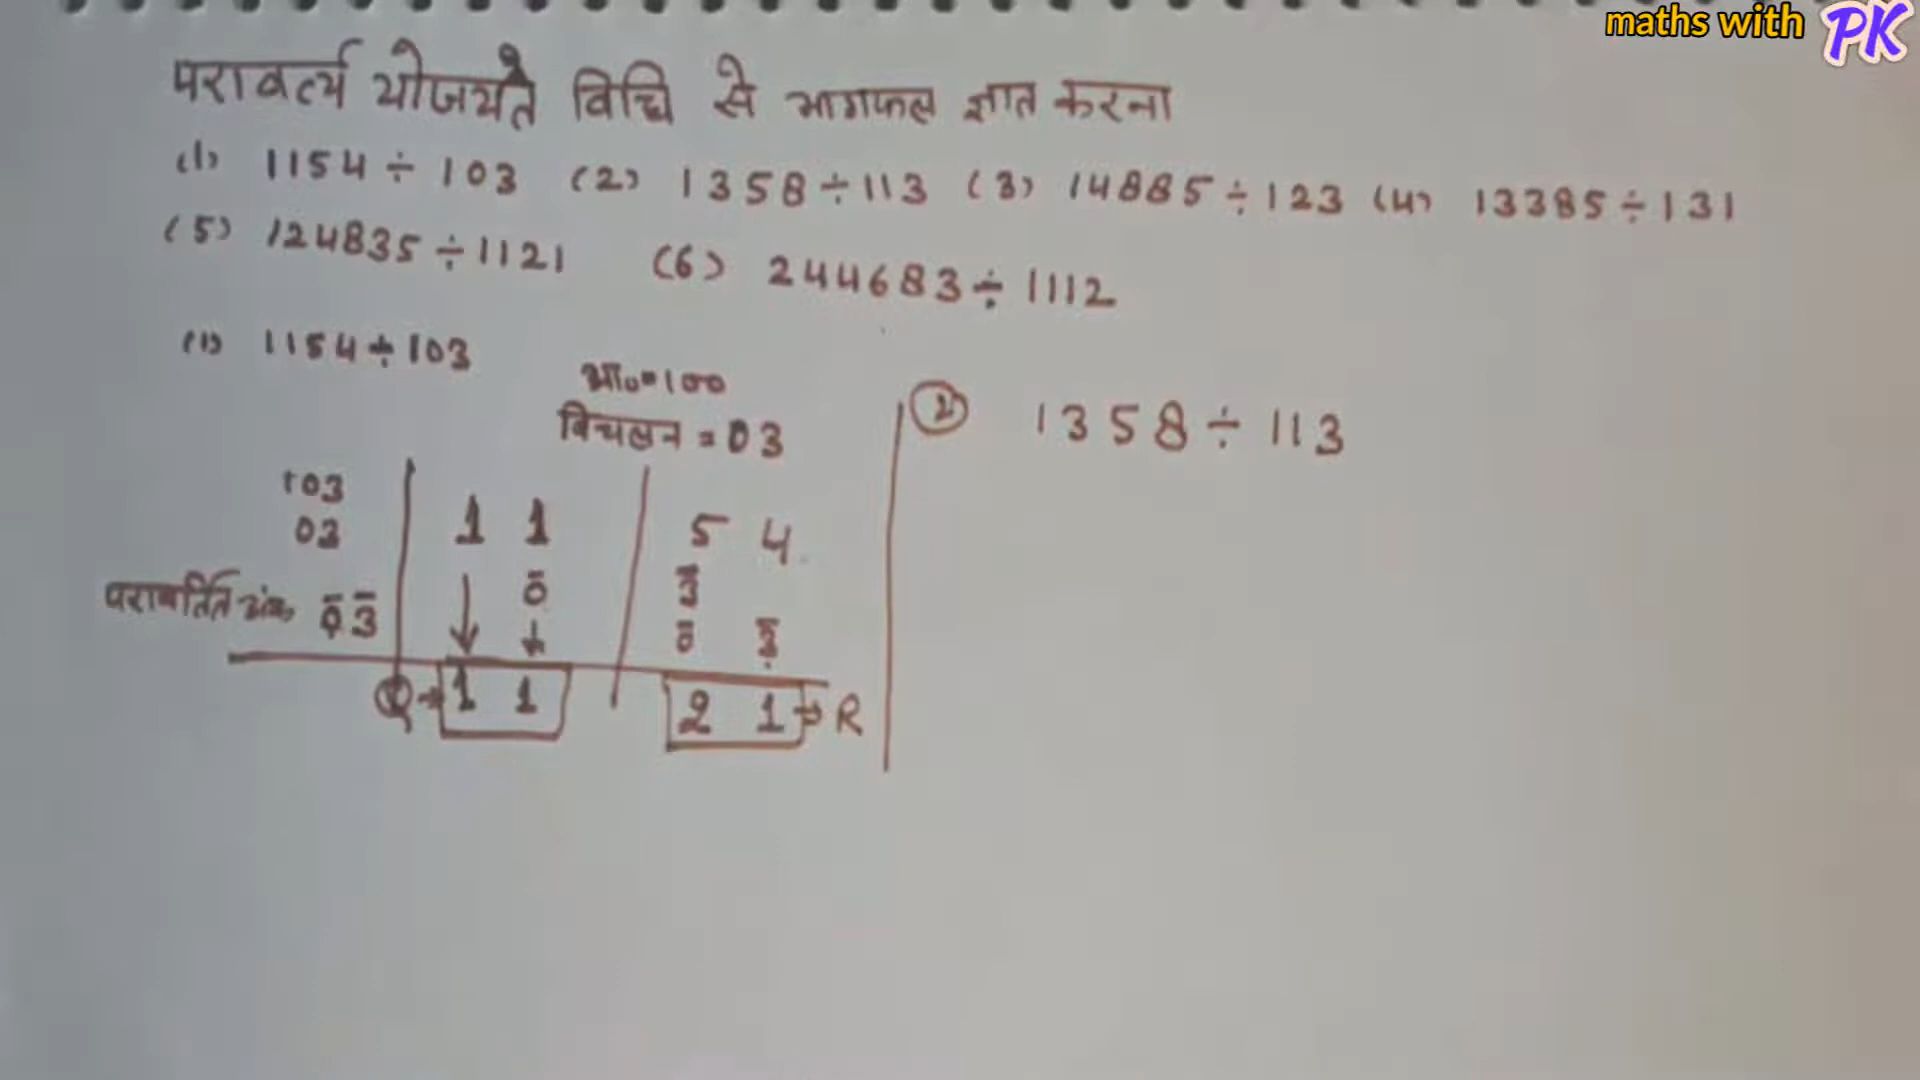 maths with PK
परावर्त्य योजयेत विधि से भागफल ज्ञात करना
(1) 1154 ÷ 103 (2) 1358 ÷ 113 (3) 14885 ÷ 123 (4) 13385 ÷ 131
(5) 124835 ÷ 1121 (6) 244683 ÷ 1112
(1) 1154 ÷ 103
आ० = 100
विचलन = 03
② 1358 ÷ 113
103 1 1 5 4
03
0̄ 3̄
परावर्तित अंक 0̄ 3̄ + 0̄ 3̄
Q → 1 1 2 1 → R